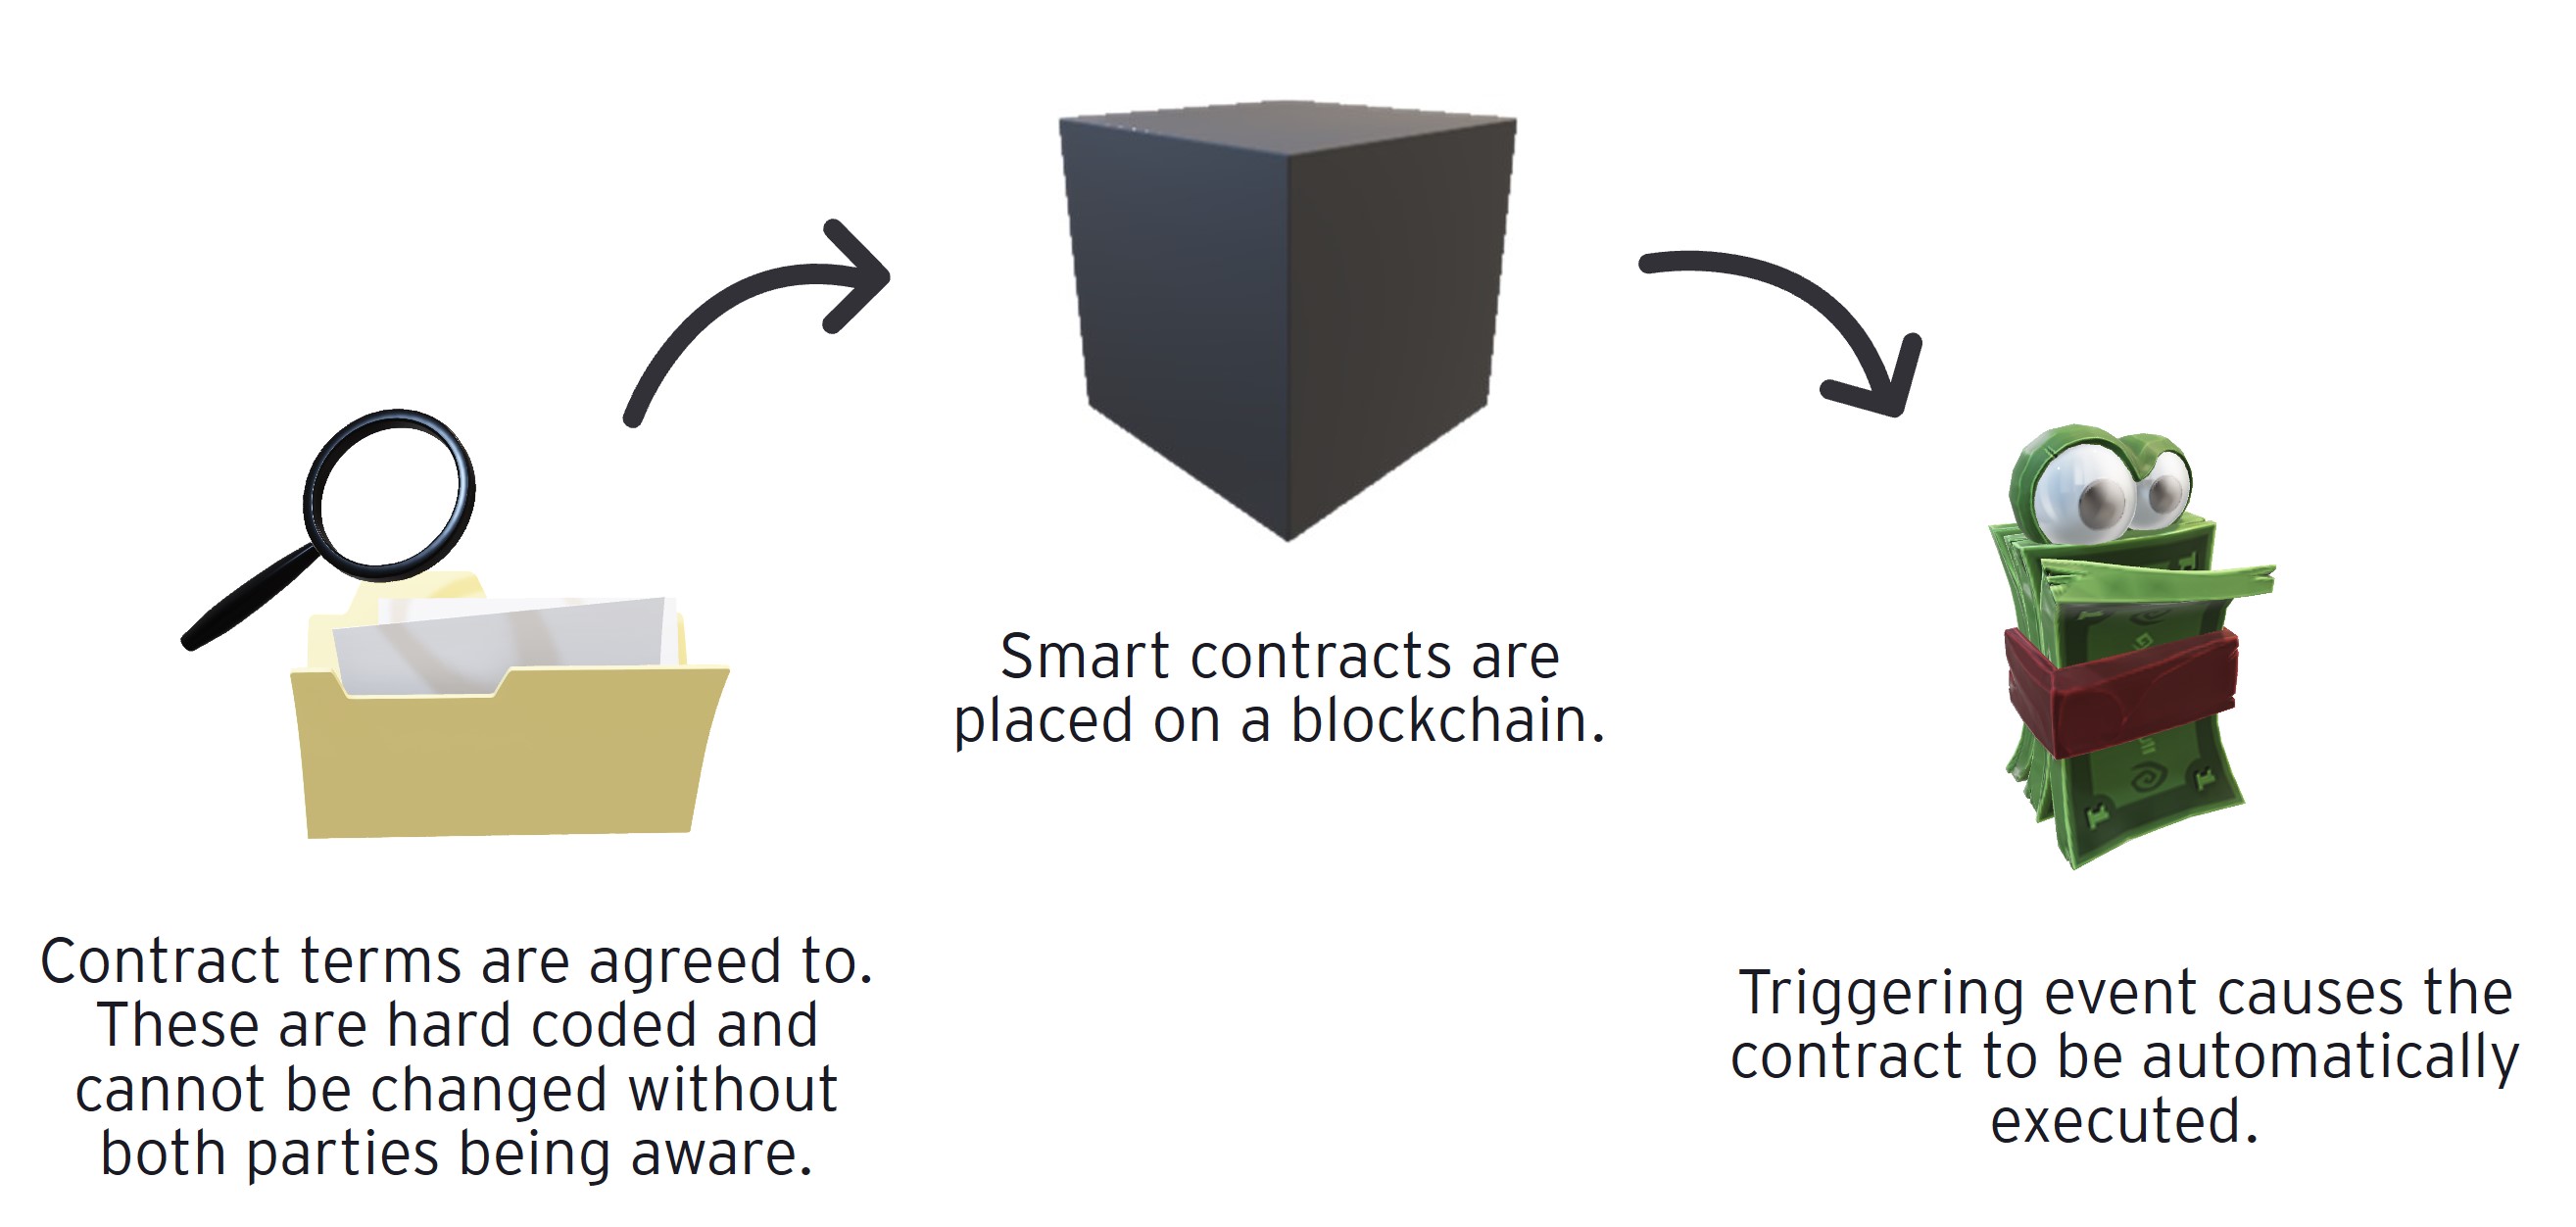 Contract terms are agreed to.
These are hard coded and
cannot be changed without
both parties being aware.
Smart contracts are
placed on a blockchain.
Triggering event causes the
contract to be automatically
executed.